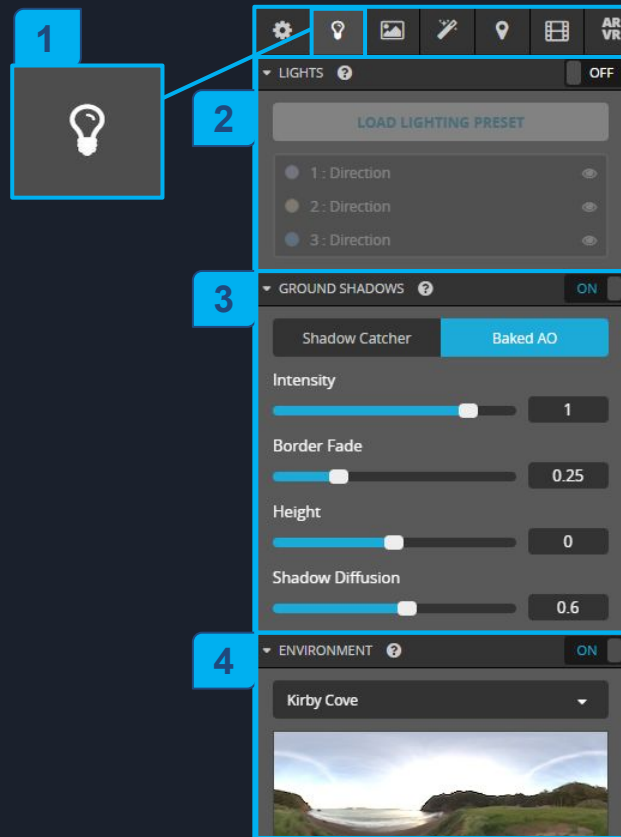 1
AR
VR
LIGHTS ?
OFF
2
LOAD LIGHTING PRESET
1 : Direction
2 : Direction
3 : Direction
3
GROUND SHADOWS ?
ON
Shadow Catcher
Baked AO
Intensity
1
Border Fade
0.25
Height
0
Shadow Diffusion
0.6
4
ENVIRONMENT ?
ON
Kirby Cove